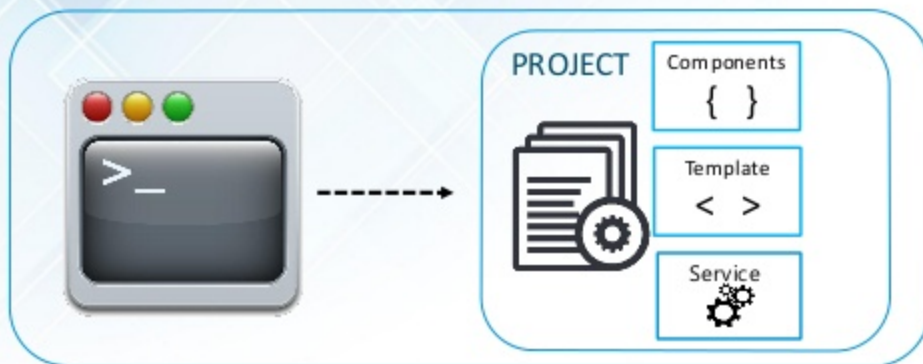 >_
PROJECT
Components
{ }
Template
< >
Service